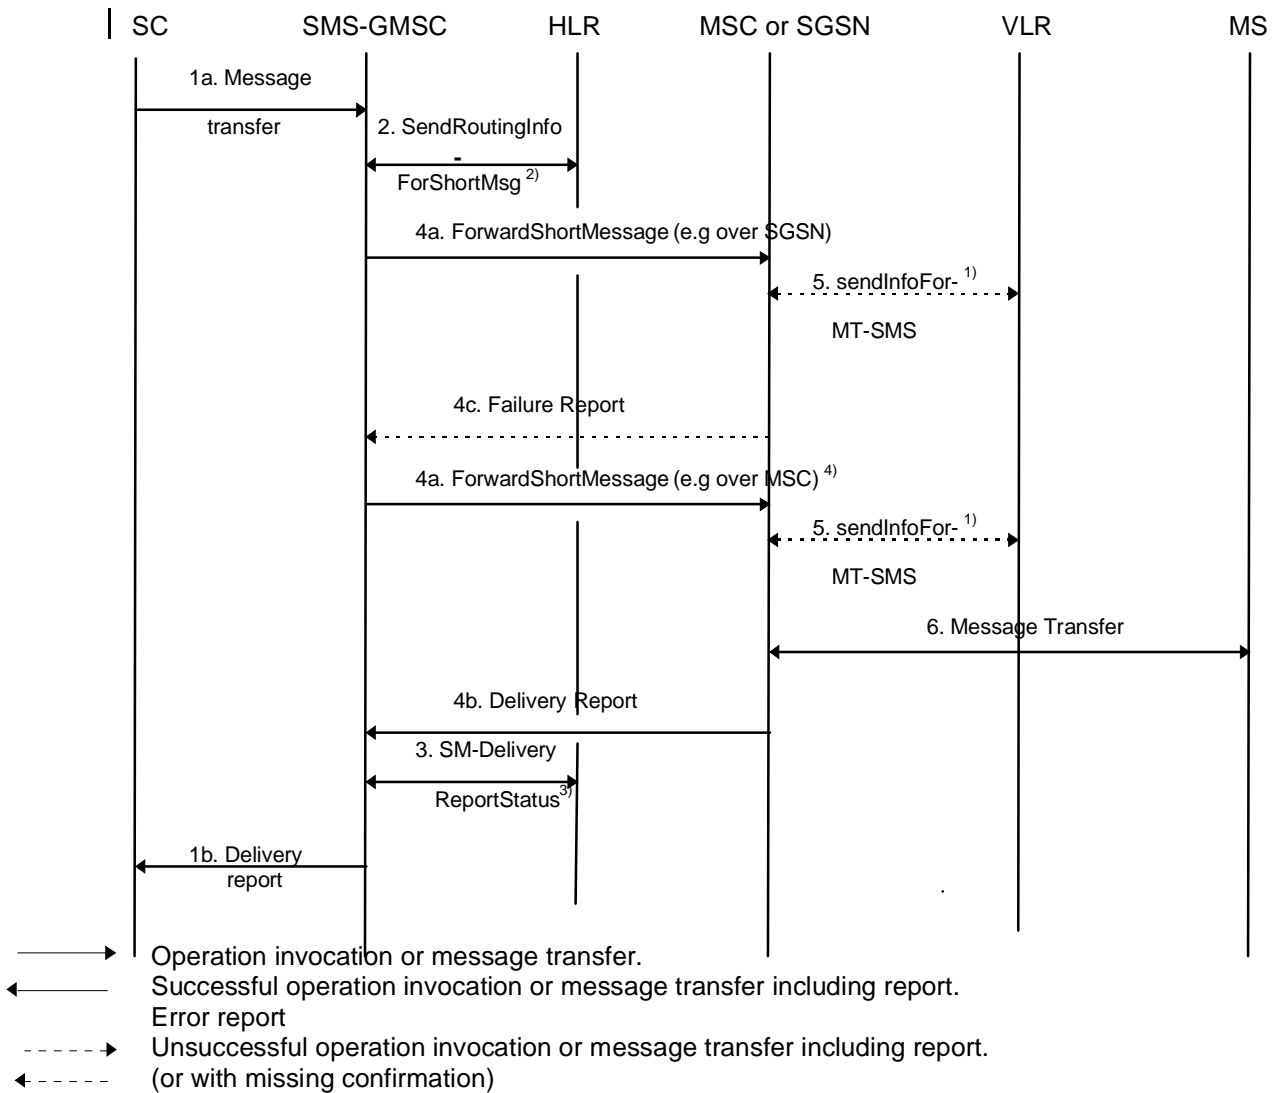 SC SMS-GMSC HLR MSC or SGSN VLR MS
1a. Message
transfer
2. SendRoutingInfo
-
ForShortMsg 2)
4a. ForwardShortMessage (e.g over SGSN)
5. sendInfoFor- 1)
MT-SMS
4c. Failure Report
4a. ForwardShortMessage (e.g over MSC) 4)
5. sendInfoFor- 1)
MT-SMS
6. Message Transfer
4b. Delivery Report
3. SM-Delivery
ReportStatus3)
1b. Delivery
report
Operation invocation or message transfer.
Successful operation invocation or message transfer including report.
Error report
Unsuccessful operation invocation or message transfer including report.
(or with missing confirmation)